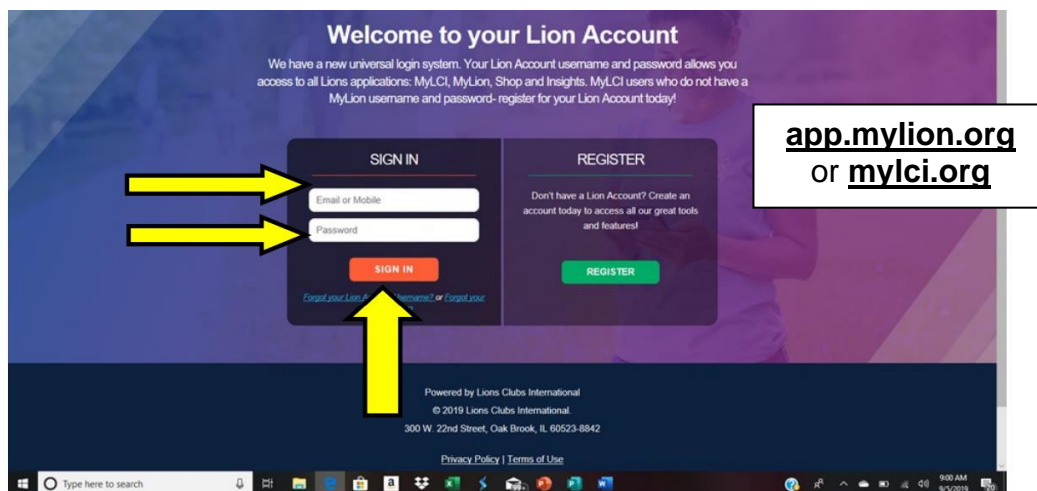 Welcome to your Lion Account
We have a new universal login system. Your Lion Account username and password allows you
access to all Lions applications: MyLCI, MyLion, Shop and Insights. MyLCI users who do not have a
MyLion username and password- register for your Lion Account today!
app.mylion.org
or mylci.org
SIGN IN
Email or Mobile
Password
SIGN IN
Forgot your Lion or Forgot your
REGISTER
Don't have a Lion Account? Create an
account today to access all our great tools
and features!
REGISTER
Powered by Lions Clubs International
© 2019 Lions Clubs International.
300 W. 22nd Street, Oak Brook, IL 60523-8842
Privacy Policy | Terms of Use
Type here to search
9:00 AM
9/5/2019